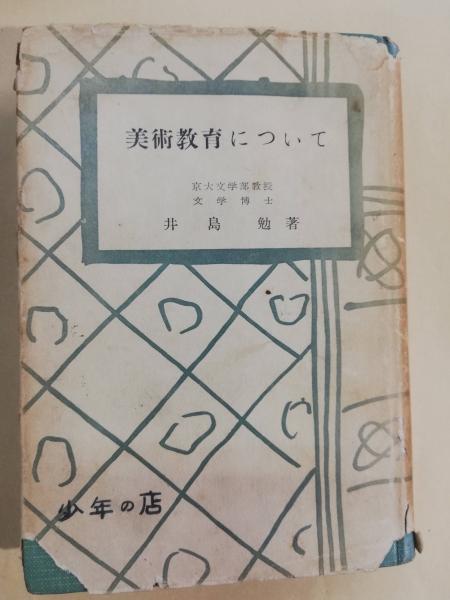 美術教育について
京大文学部教授
文学博士
井島 勉著
少年の店